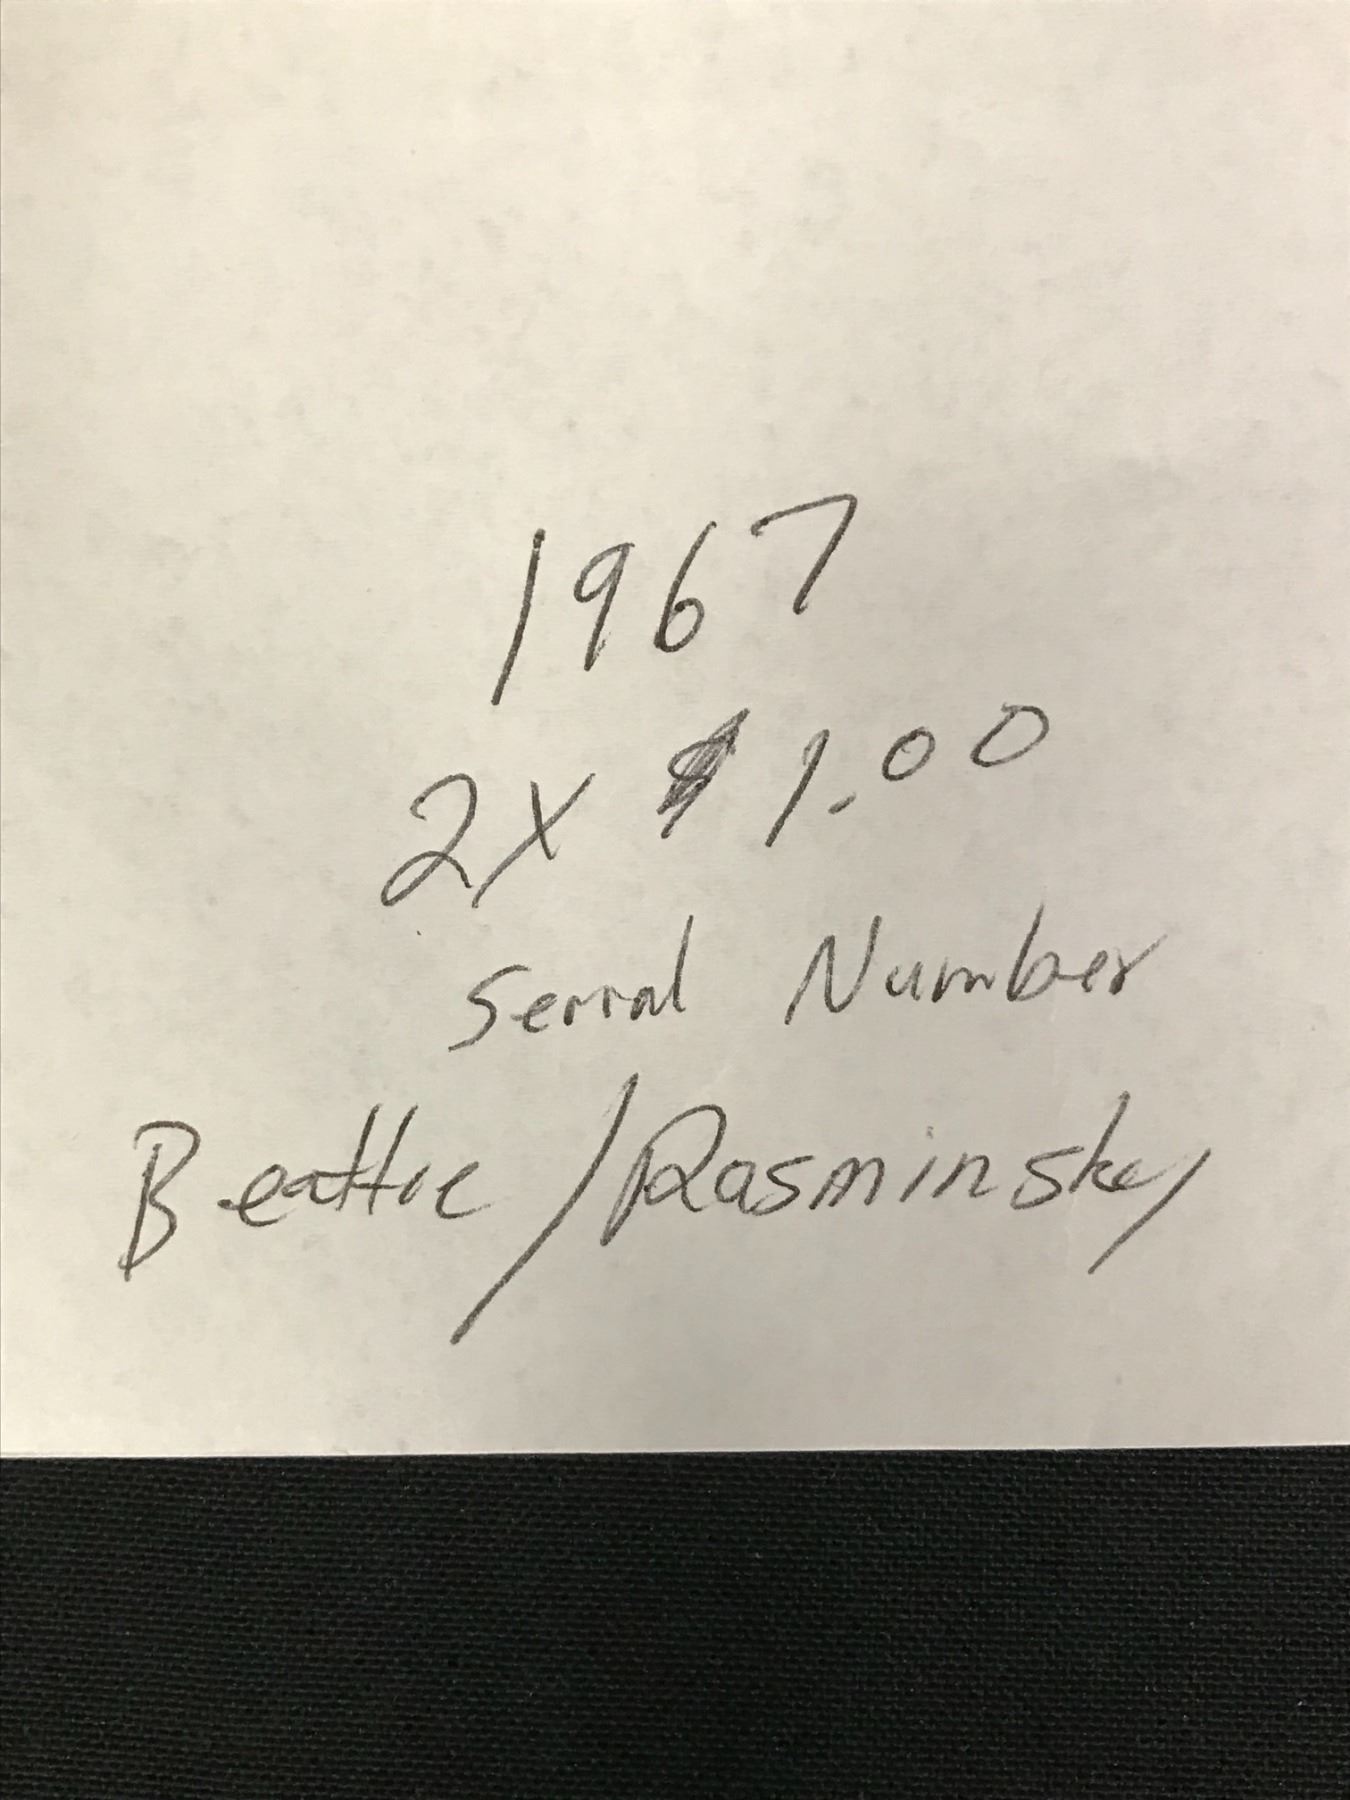 1967
2x $1.00
Serial Number
Beattie/Rasminsky